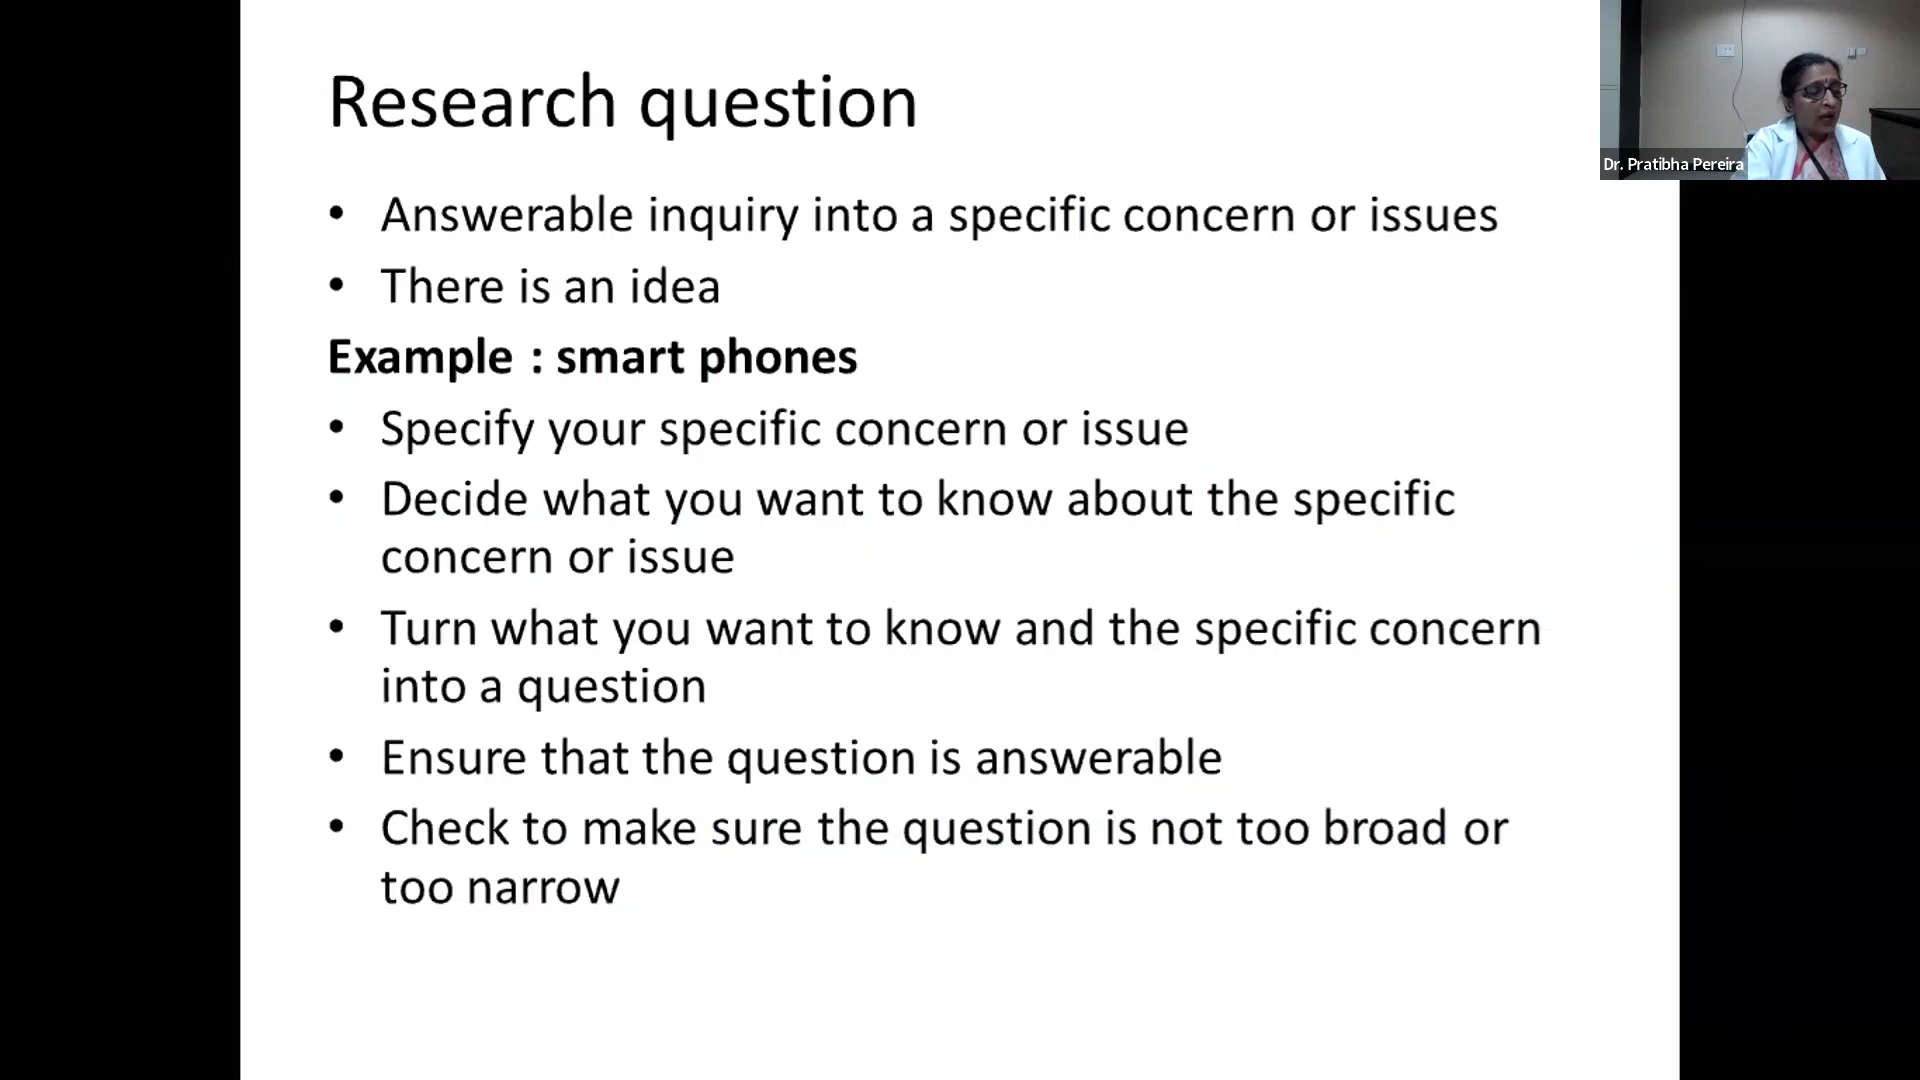 Research question
• Answerable inquiry into a specific concern or issues
• There is an idea
Example : smart phones
• Specify your specific concern or issue
• Decide what you want to know about the specific
concern or issue
• Turn what you want to know and the specific concern
into a question
• Ensure that the question is answerable
• Check to make sure the question is not too broad or
too narrow
Dr. Pratibha Pereira